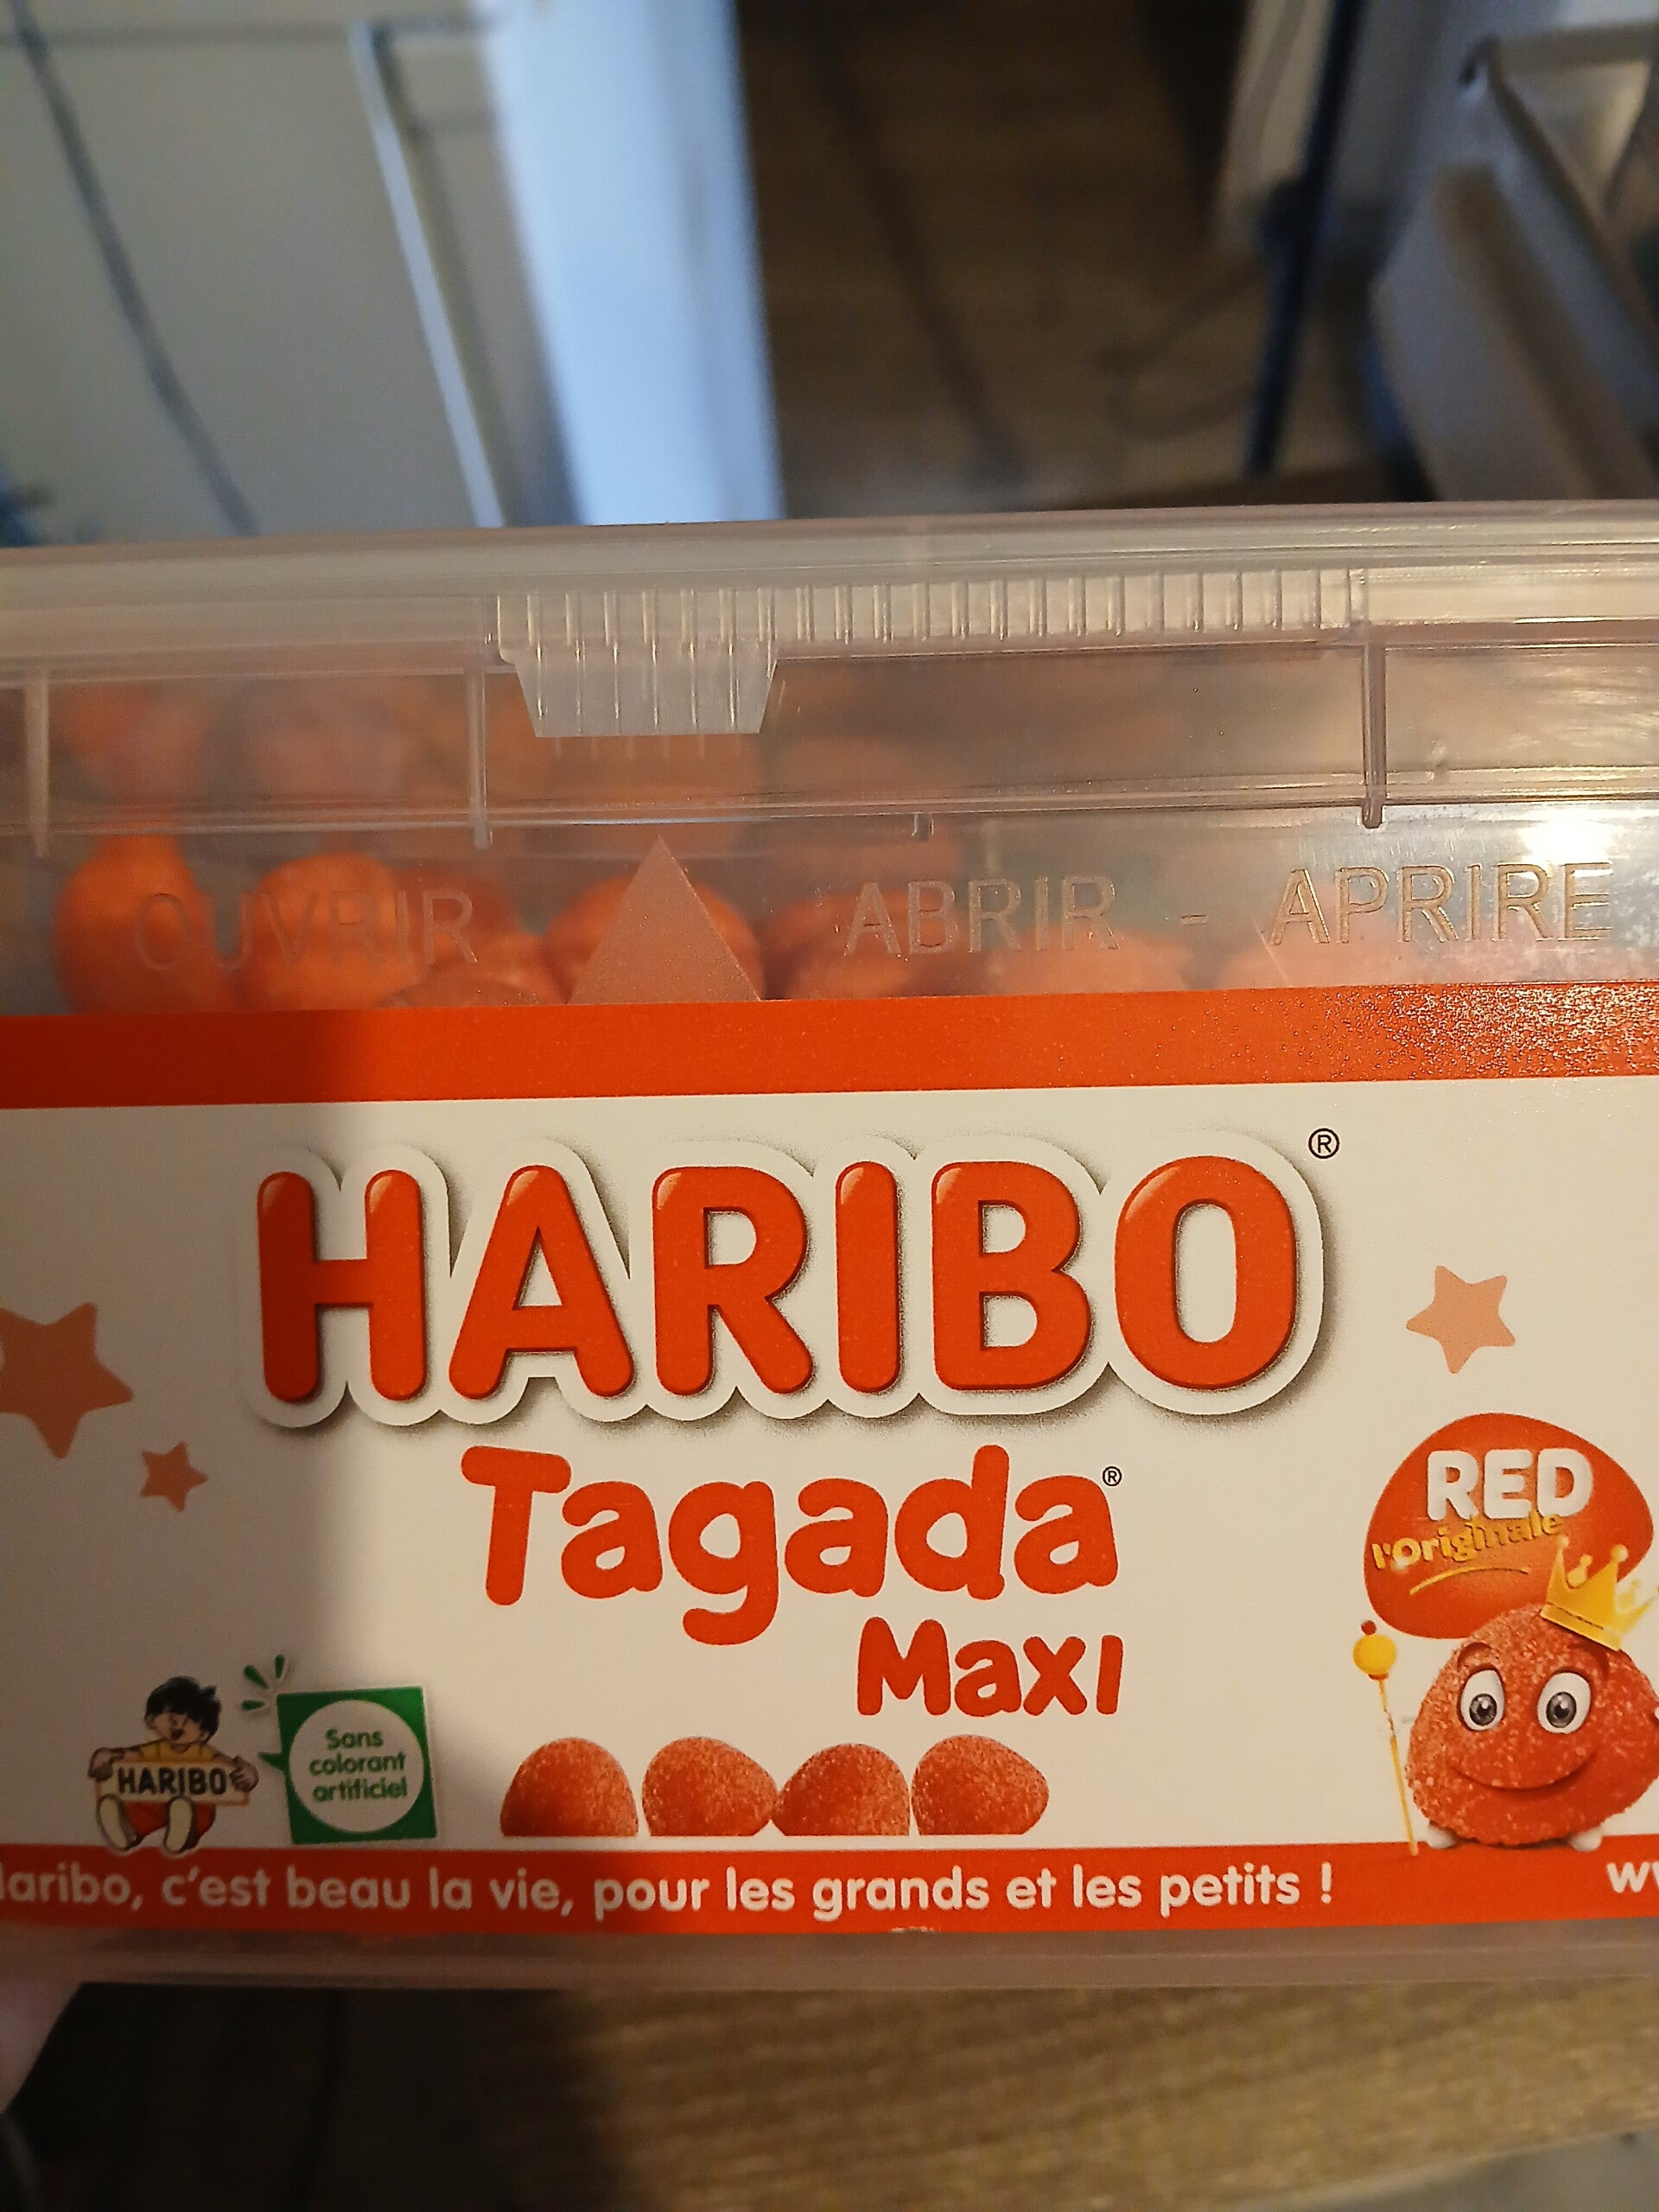 OUVRIR ABRIR - APRIRE
HARIBO®
Tagada®
Maxi
RED
l'Originale
Sans
colorant
artificiel
HARIBO
Haribo, c'est beau la vie, pour les grands et les petits !